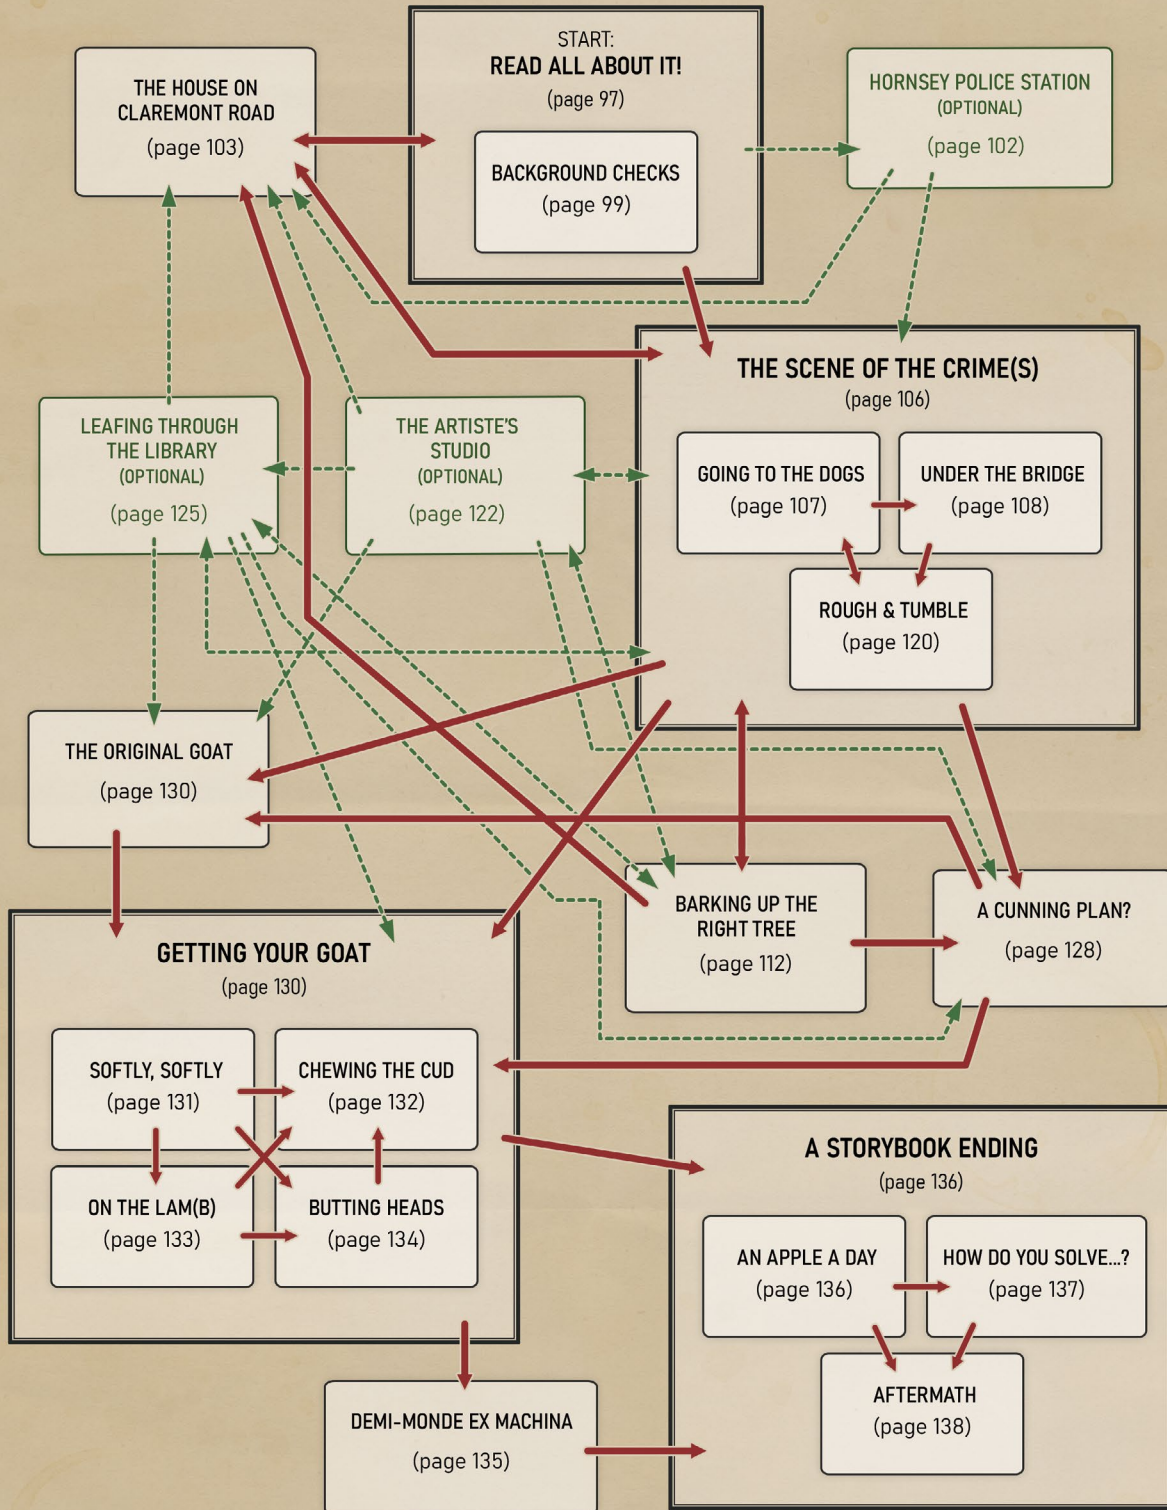 THE HOUSE ON
CLAREMONT ROAD
(page 103)
START:
READ ALL ABOUT IT!
(page 97)
BACKGROUND CHECKS
(page 99)
HORNSEY POLICE STATION
(OPTIONAL)
(page 102)
THE SCENE OF THE CRIME(S)
(page 106)
GOING TO THE DOGS
(page 107)
UNDER THE BRIDGE
(page 108)
ROUGH & TUMBLE
(page 120)
LEAFING THROUGH
THE LIBRARY
(OPTIONAL)
(page 125)
THE ARTISTE'S
STUDIO
(OPTIONAL)
(page 122)
THE ORIGINAL GOAT
(page 130)
BARKING UP THE
RIGHT TREE
(page 112)
A CUNNING PLAN?
(page 128)
GETTING YOUR GOAT
(page 130)
SOFTLY, SOFTLY
(page 131)
CHEWING THE CUD
(page 132)
ON THE LAM(B)
(page 133)
BUTTING HEADS
(page 134)
A STORYBOOK ENDING
(page 136)
AN APPLE A DAY
(page 136)
HOW DO YOU SOLVE...?
(page 137)
AFTERMATH
(page 138)
DEMI-MONDE EX MACHINA
(page 135)